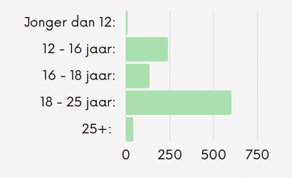 Jonger dan 12:
12 - 16 jaar:
16 - 18 jaar:
18 - 25 jaar:
25+:
0 250 500 750